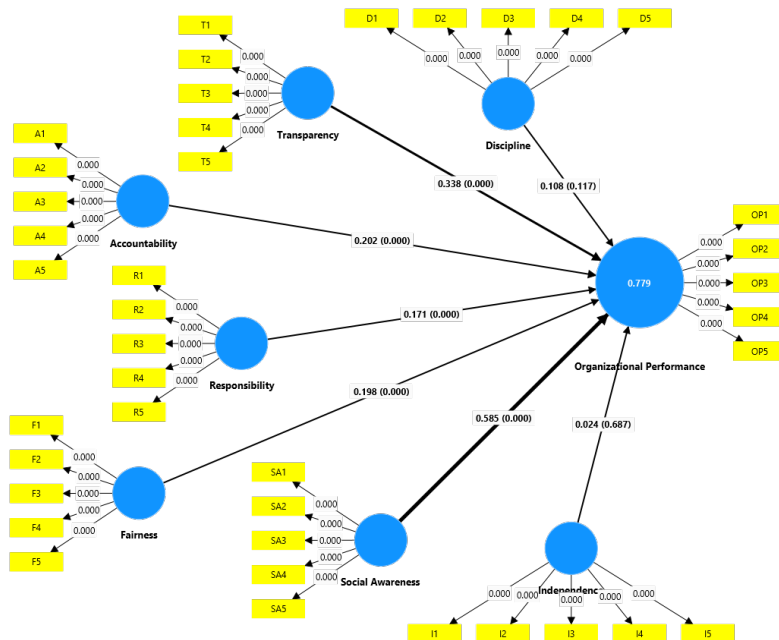 T1
T2
T3
T4
T5
0.000
0.000
0.000
0.000
0.000
Transparency
D1
D2
D3
D4
D5
0.000
0.000
0.000
0.000
0.000
Discipline
A1
A2
A3
A4
A5
0.000
0.000
0.000
0.000
0.000
Accountability
0.338 (0.000)
0.108 (0.117)
0.202 (0.000)
R1
R2
R3
R4
R5
0.000
0.000
0.000
0.000
0.000
Responsibility
0.171 (0.000)
0.779
Organizational Performance
OP1
OP2
OP3
OP4
OP5
0.000
0.000
0.000
0.000
0.000
0.198 (0.000)
0.585 (0.000)
0.024 (0.687)
F1
F2
F3
F4
F5
0.000
0.000
0.000
0.000
0.000
Fairness
SA1
SA2
SA3
SA4
SA5
0.000
0.000
0.000
0.000
0.000
Social Awareness
Independenc
0.000
0.000
0.000
0.000
0.000
I1
I2
I3
I4
I5